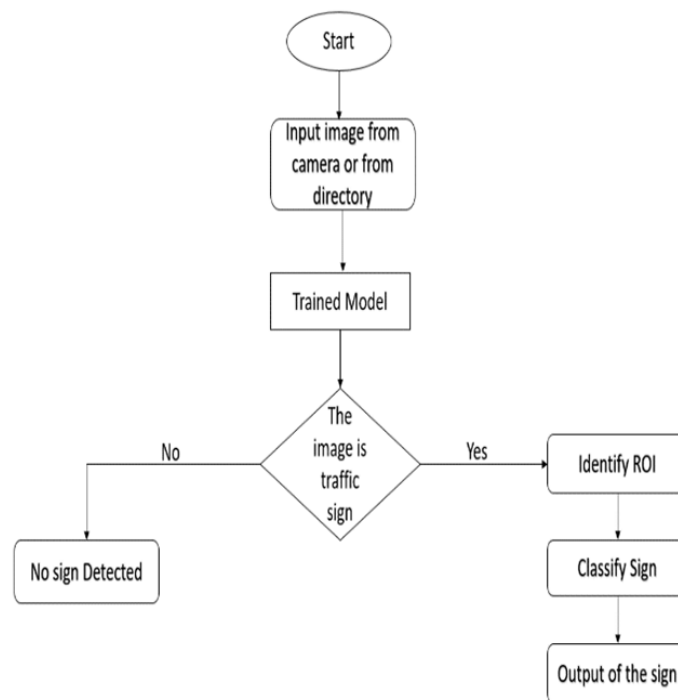 Start
Input image from
camera or from
directory
Trained Model
The
image is
traffic
sign
No
Yes
Identify ROI
No sign Detected
Classify Sign
Output of the sign